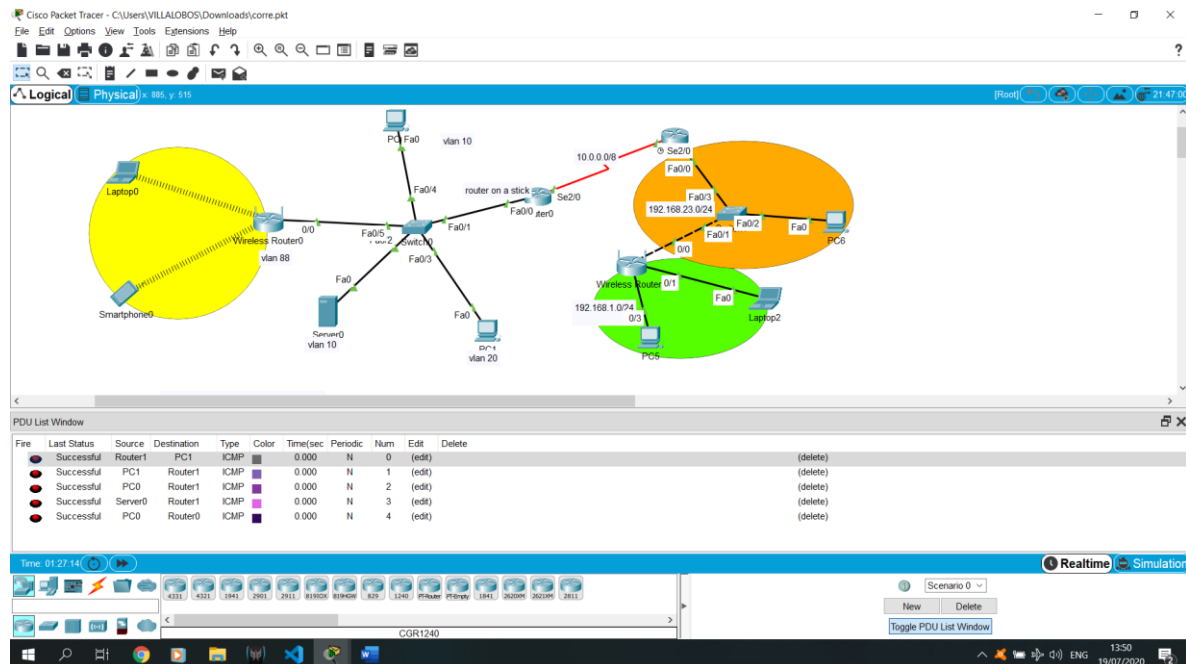 Cisco Packet Tracer - C:\Users\VILLALOBOS\Downloads\corre.pkt
File Edit Options View Tools Extensions Help
?
Logical Physical x: 885, y: 515 [Root] 21:47:00
PC Fa0 vlan 10
Se2/0
10.0.0.0/8
Fa0/0
Laptop0
Fa0/4 router on a stick Se2/0
Fa0/3
192.168.23.0/24
Fa0/0
0/0 Fa0/5 Fa0/1
Fa0/1 Fa0/2 Fa0
PC6
Wireless Router0 Switch0
vlan 88 Fa0/3
0/0
Fa0 Wireless Router 0/1
Fa0
Smartphone0 Fa0 192.168.1.0/24
0/3 Laptop2
Server0
vlan 10
PC1
vlan 20
PC5
PDU List Window
Fire Last Status Source Destination Type Color Time(sec Periodic Num Edit Delete
Successful Router1 PC1 ICMP 0.000 N 0 (edit) (delete)
Successful PC1 Router1 ICMP 0.000 N 1 (edit) (delete)
Successful PC0 Router1 ICMP 0.000 N 2 (edit) (delete)
Successful Server0 Router1 ICMP 0.000 N 3 (edit) (delete)
Successful PC0 Router0 ICMP 0.000 N 4 (edit) (delete)
Time: 01:27:14 Realtime Simulation
4331 4321 1941 2901 2911 819IOX 819HGW 829 1240 PT-Router PT-Empty 1841 2620XM 2621XM 2811
Scenario 0
New Delete
Toggle PDU List Window
CGR1240
ENG 13:50
19/07/2020
2